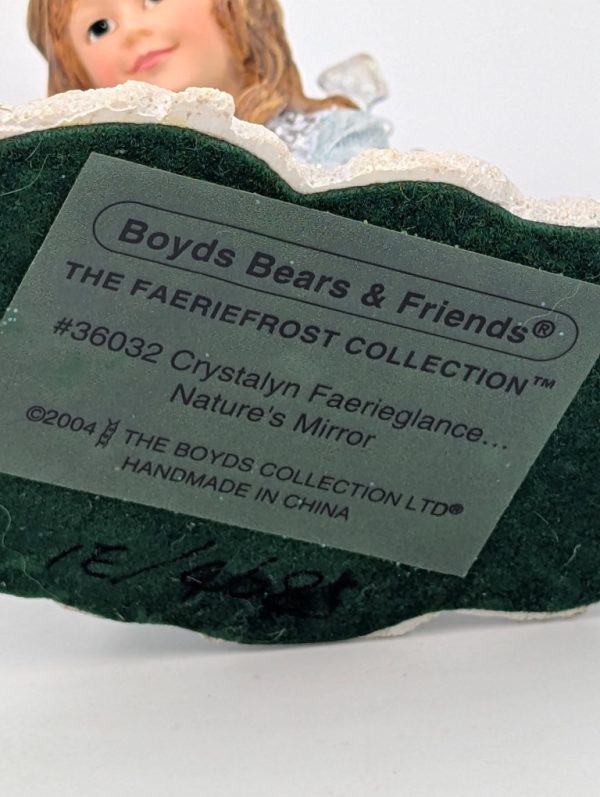 Boyds Bears & Friends®
THE FAERIEFROST COLLECTION™
#36032 Crystalyn Faerieglance...
Nature's Mirror
©2004 THE BOYDS COLLECTION LTD®
HANDMADE IN CHINA
1E/